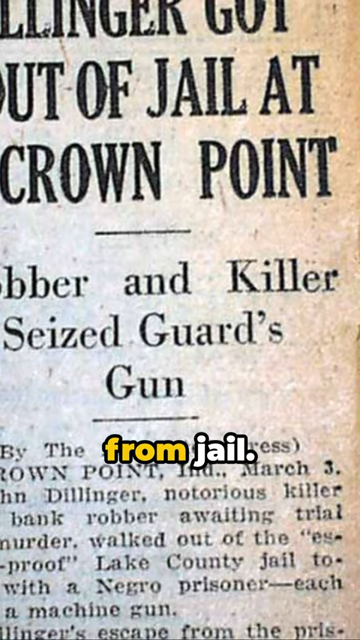 LLINGER GOT
OUT OF JAIL AT
CROWN POINT
bber and Killer
Seized Guard's
Gun
By The ress)
from jail.
ROWN POINT, Ind., March 3.
hn Dillinger, notorious killer
bank robber awaiting trial
murder, walked out of the "es-
-proof" Lake County jail to-
with a Negro prisoner—each
a machine gun.
llinger's escape from the pris-